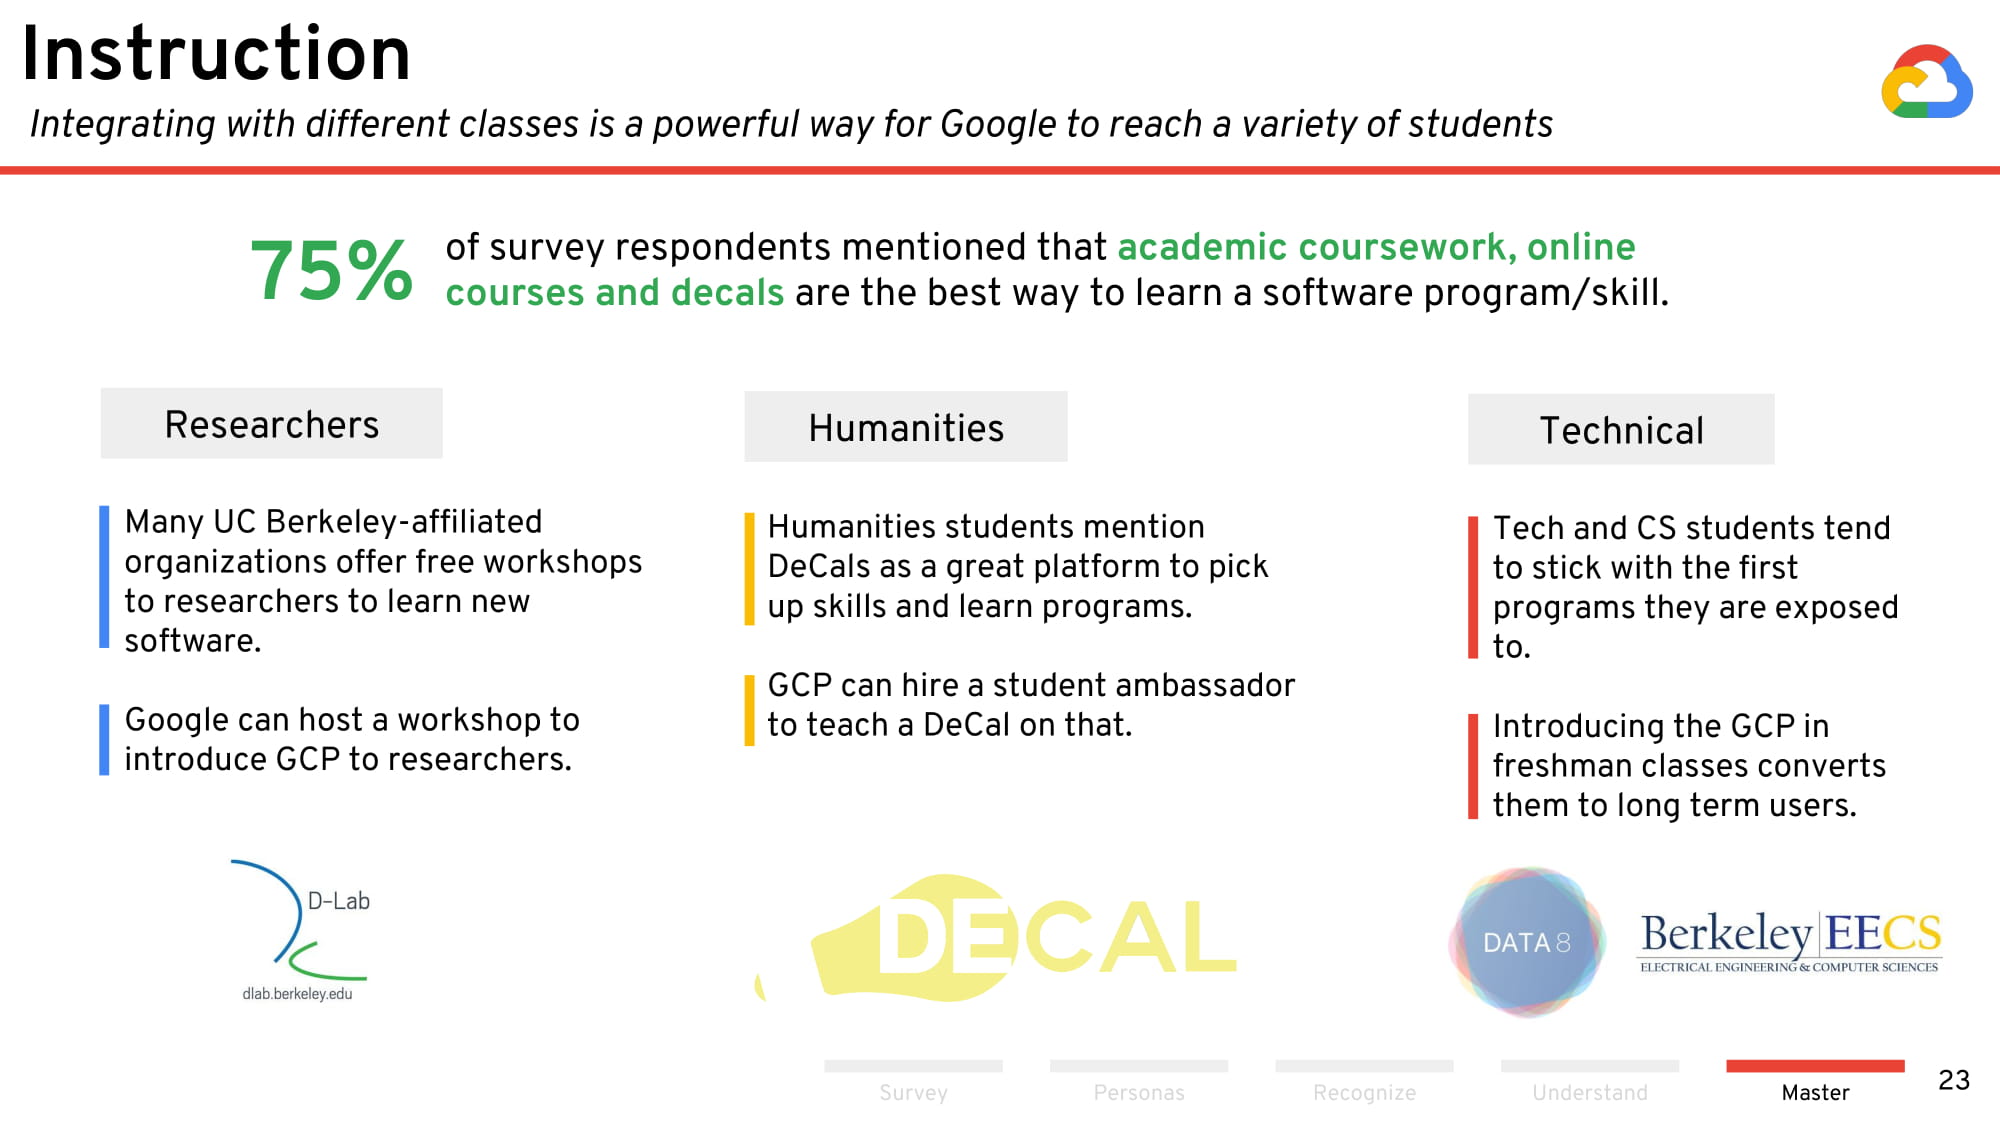 Instruction
Integrating with different classes is a powerful way for Google to reach a variety of students
75%
of survey respondents mentioned that academic coursework, online
courses and decals are the best way to learn a software program/skill.
Researchers
Many UC Berkeley-affiliated
organizations offer free workshops
to researchers to learn new
software.
Google can host a workshop to
introduce GCP to researchers.
D-Lab
dlab.berkeley.edu
Humanities
Humanities students mention
DeCals as a great platform to pick
up skills and learn programs.
GCP can hire a student ambassador
to teach a DeCal on that.
DECAL
Technical
Tech and CS students tend
to stick with the first
programs they are exposed
to.
Introducing the GCP in
freshman classes converts
them to long term users.
DATA 8
Berkeley EECS
ELECTRICAL ENGINEERING & COMPUTER SCIENCES
Survey
Personas
Recognize
Understand
Master
23